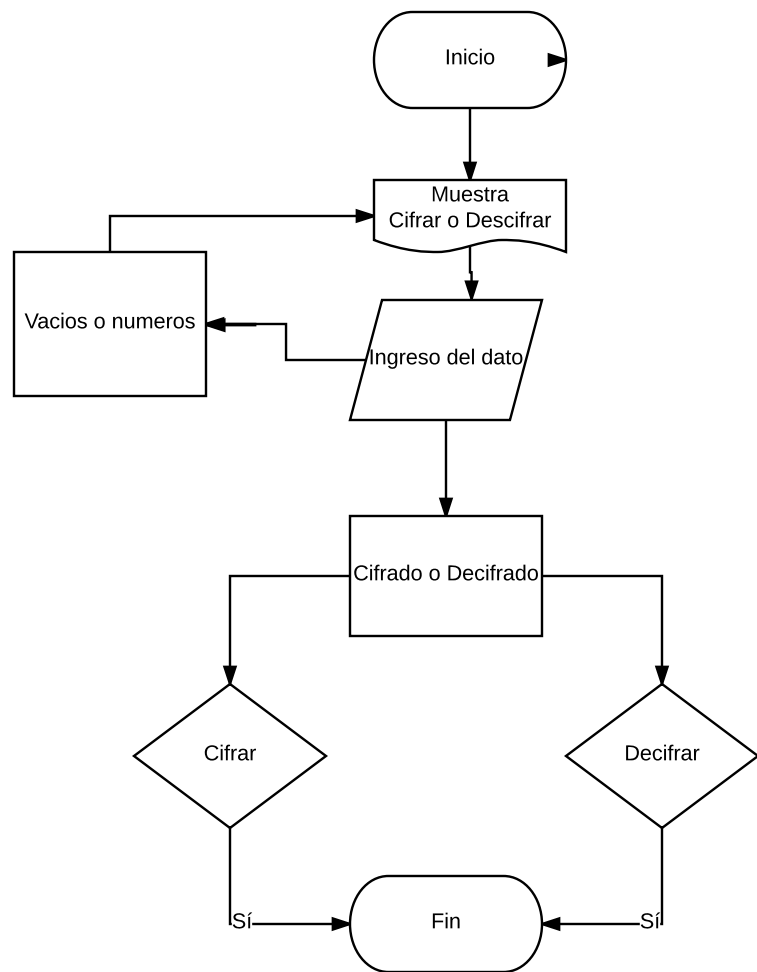 Inicio
Muestra
Cifrar o Descifrar
Vacios o numeros
Ingreso del dato
Cifrado o Decifrado
Cifrar
Decifrar
Sí
Fin
Sí